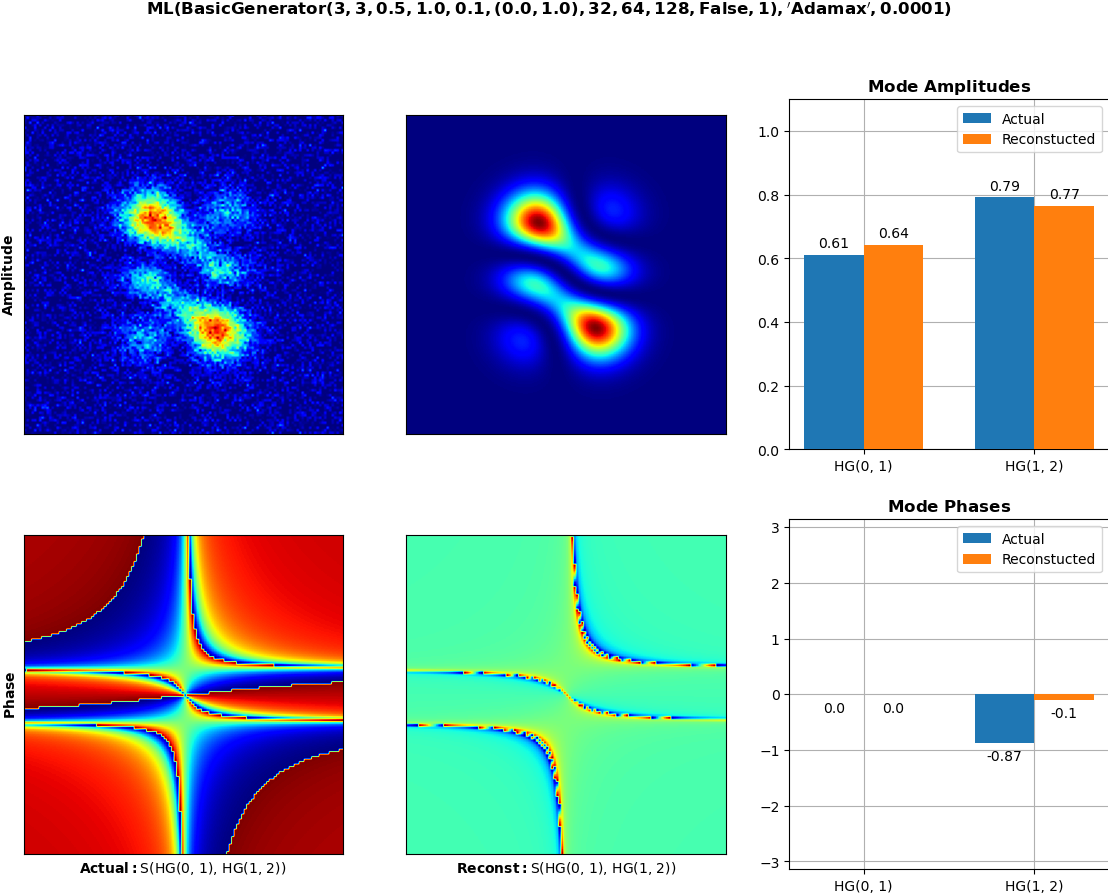 ML(BasicGenerator(3, 3, 0.5, 1.0, 0.1, (0.0, 1.0), 32, 64, 128, False, 1), ′Adamax′, 0.0001)
Amplitude
Mode Amplitudes
Actual
Reconstucted
1.0
0.8
0.6
0.4
0.2
0.0
0.61
0.64
0.79
0.77
HG(0, 1)
HG(1, 2)
Phase
Actual: S(HG(0, 1), HG(1, 2))
Reconst: S(HG(0, 1), HG(1, 2))
Mode Phases
Actual
Reconstucted
3
2
1
0
−1
−2
−3
0.0
0.0
-0.87
-0.1
HG(0, 1)
HG(1, 2)